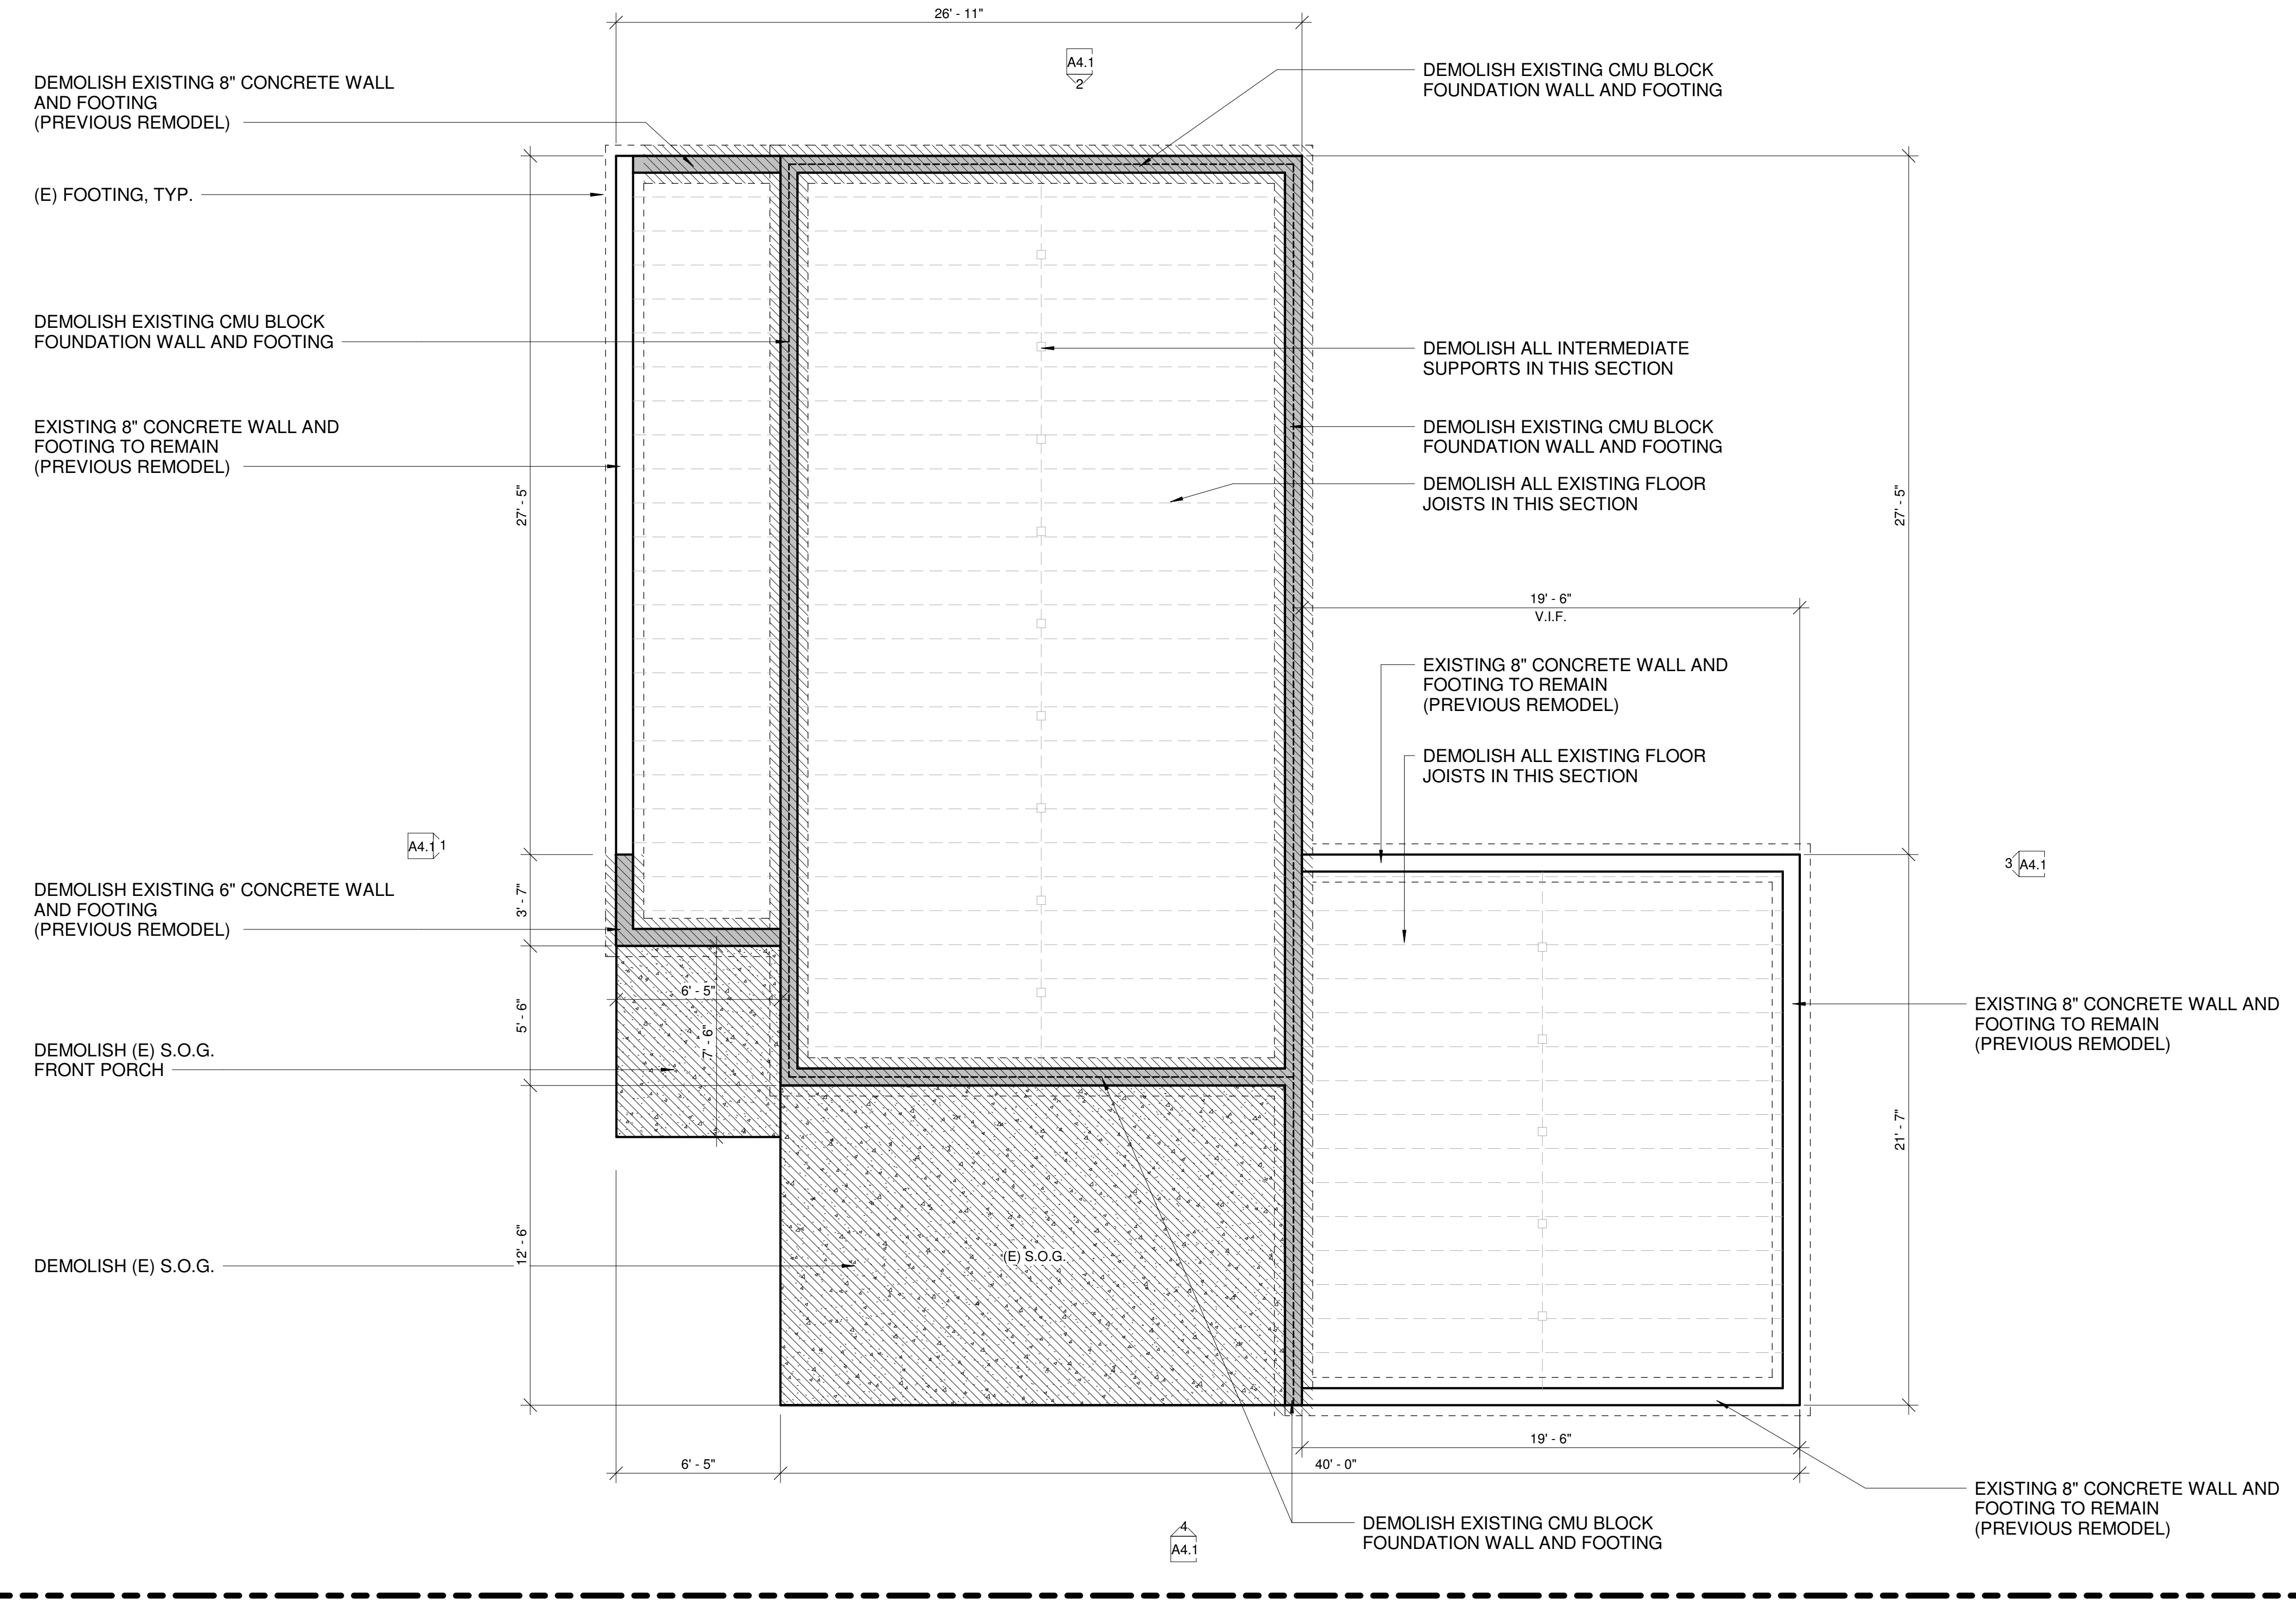 26' - 11"
A4.1
2
DEMOLISH EXISTING 8" CONCRETE WALL
AND FOOTING
(PREVIOUS REMODEL)
DEMOLISH EXISTING CMU BLOCK
FOUNDATION WALL AND FOOTING
(E) FOOTING, TYP.
DEMOLISH EXISTING CMU BLOCK
FOUNDATION WALL AND FOOTING
DEMOLISH ALL INTERMEDIATE
SUPPORTS IN THIS SECTION
EXISTING 8" CONCRETE WALL AND
FOOTING TO REMAIN
(PREVIOUS REMODEL)
DEMOLISH EXISTING CMU BLOCK
FOUNDATION WALL AND FOOTING
DEMOLISH ALL EXISTING FLOOR
JOISTS IN THIS SECTION
27' - 5"
27' - 5"
19' - 6"
V.I.F.
EXISTING 8" CONCRETE WALL AND
FOOTING TO REMAIN
(PREVIOUS REMODEL)
DEMOLISH ALL EXISTING FLOOR
JOISTS IN THIS SECTION
A4.1 1
3 A4.1
DEMOLISH EXISTING 6" CONCRETE WALL
AND FOOTING
(PREVIOUS REMODEL)
3' - 7"
6' - 5"
5' - 6"
7' - 6"
EXISTING 8" CONCRETE WALL AND
FOOTING TO REMAIN
(PREVIOUS REMODEL)
DEMOLISH (E) S.O.G.
FRONT PORCH
21' - 7"
12' - 6"
(E) S.O.G.
DEMOLISH (E) S.O.G.
19' - 6"
6' - 5"
40' - 0"
EXISTING 8" CONCRETE WALL AND
FOOTING TO REMAIN
(PREVIOUS REMODEL)
4
A4.1
DEMOLISH EXISTING CMU BLOCK
FOUNDATION WALL AND FOOTING